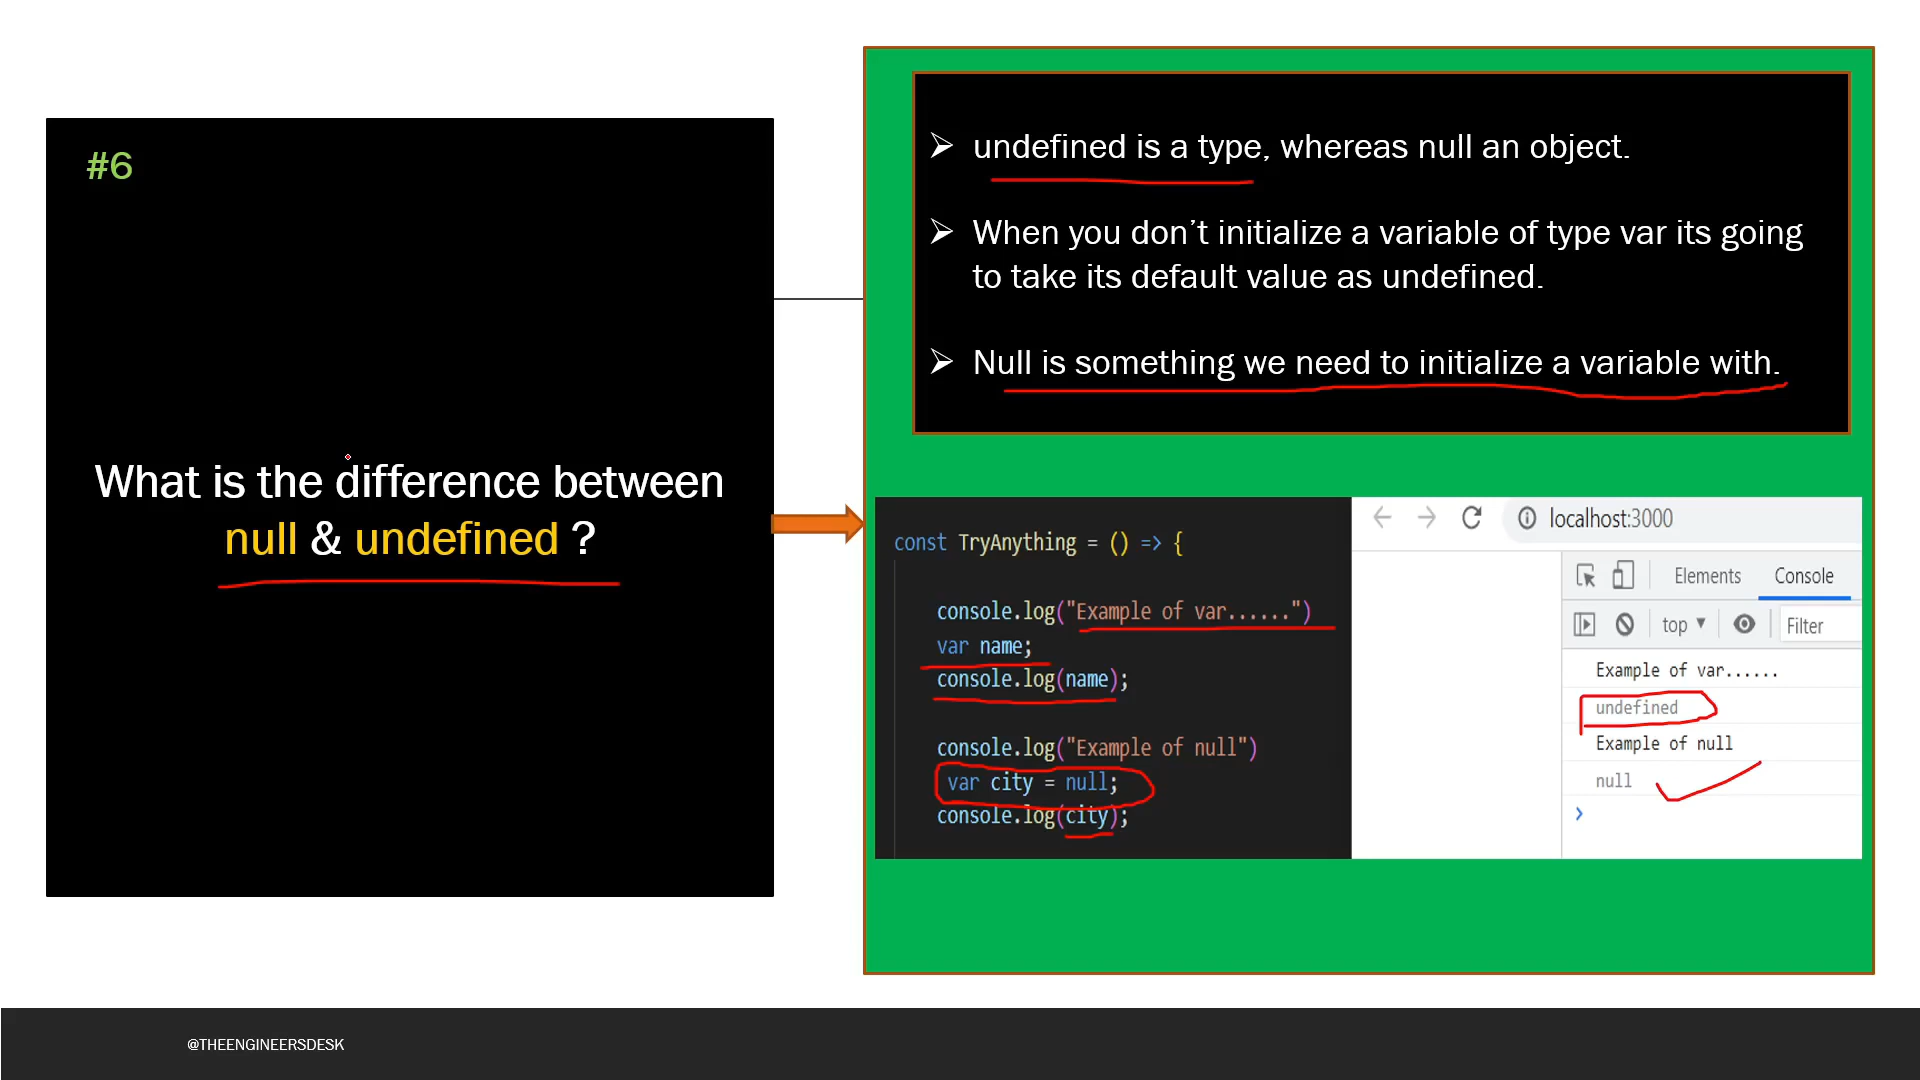 #6
What is the difference between
null & undefined ?
undefined is a type, whereas null an object.
When you don’t initialize a variable of type var its going
to take its default value as undefined.
Null is something we need to initialize a variable with.
const TryAnything = () => {
console.log("Example of var......")
var name;
console.log(name);
console.log("Example of null")
var city = null;
console.log(city);
localhost:3000
Elements Console
top Filter
Example of var......
undefined
Example of null
null
@THEENGINEERSDESK